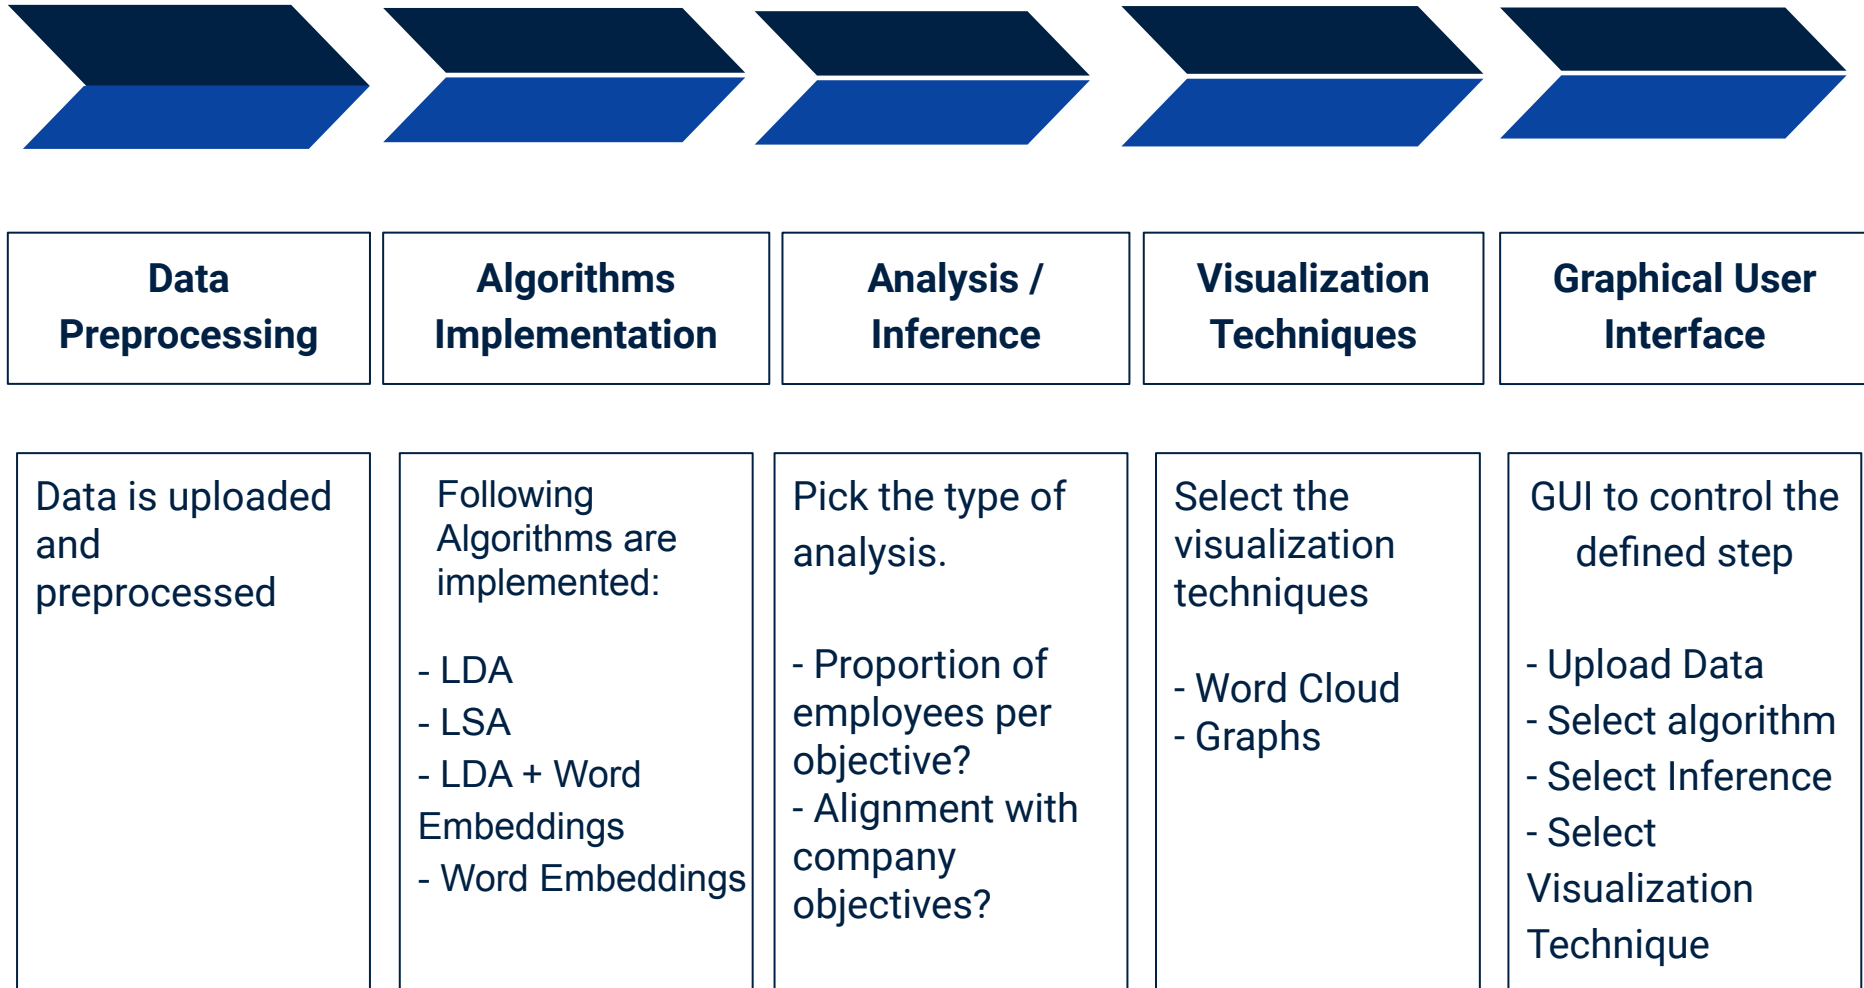 Data
Preprocessing
Algorithms
Implementation
Analysis /
Inference
Visualization
Techniques
Graphical User
Interface
Data is uploaded
and
preprocessed
Following
Algorithms are
implemented:
- LDA
- LSA
- LDA + Word
Embeddings
- Word Embeddings
Pick the type of
analysis.
- Proportion of
employees per
objective?
- Alignment with
company
objectives?
Select the
visualization
techniques
- Word Cloud
- Graphs
GUI to control the
defined step
- Upload Data
- Select algorithm
- Select Inference
- Select
Visualization
Technique